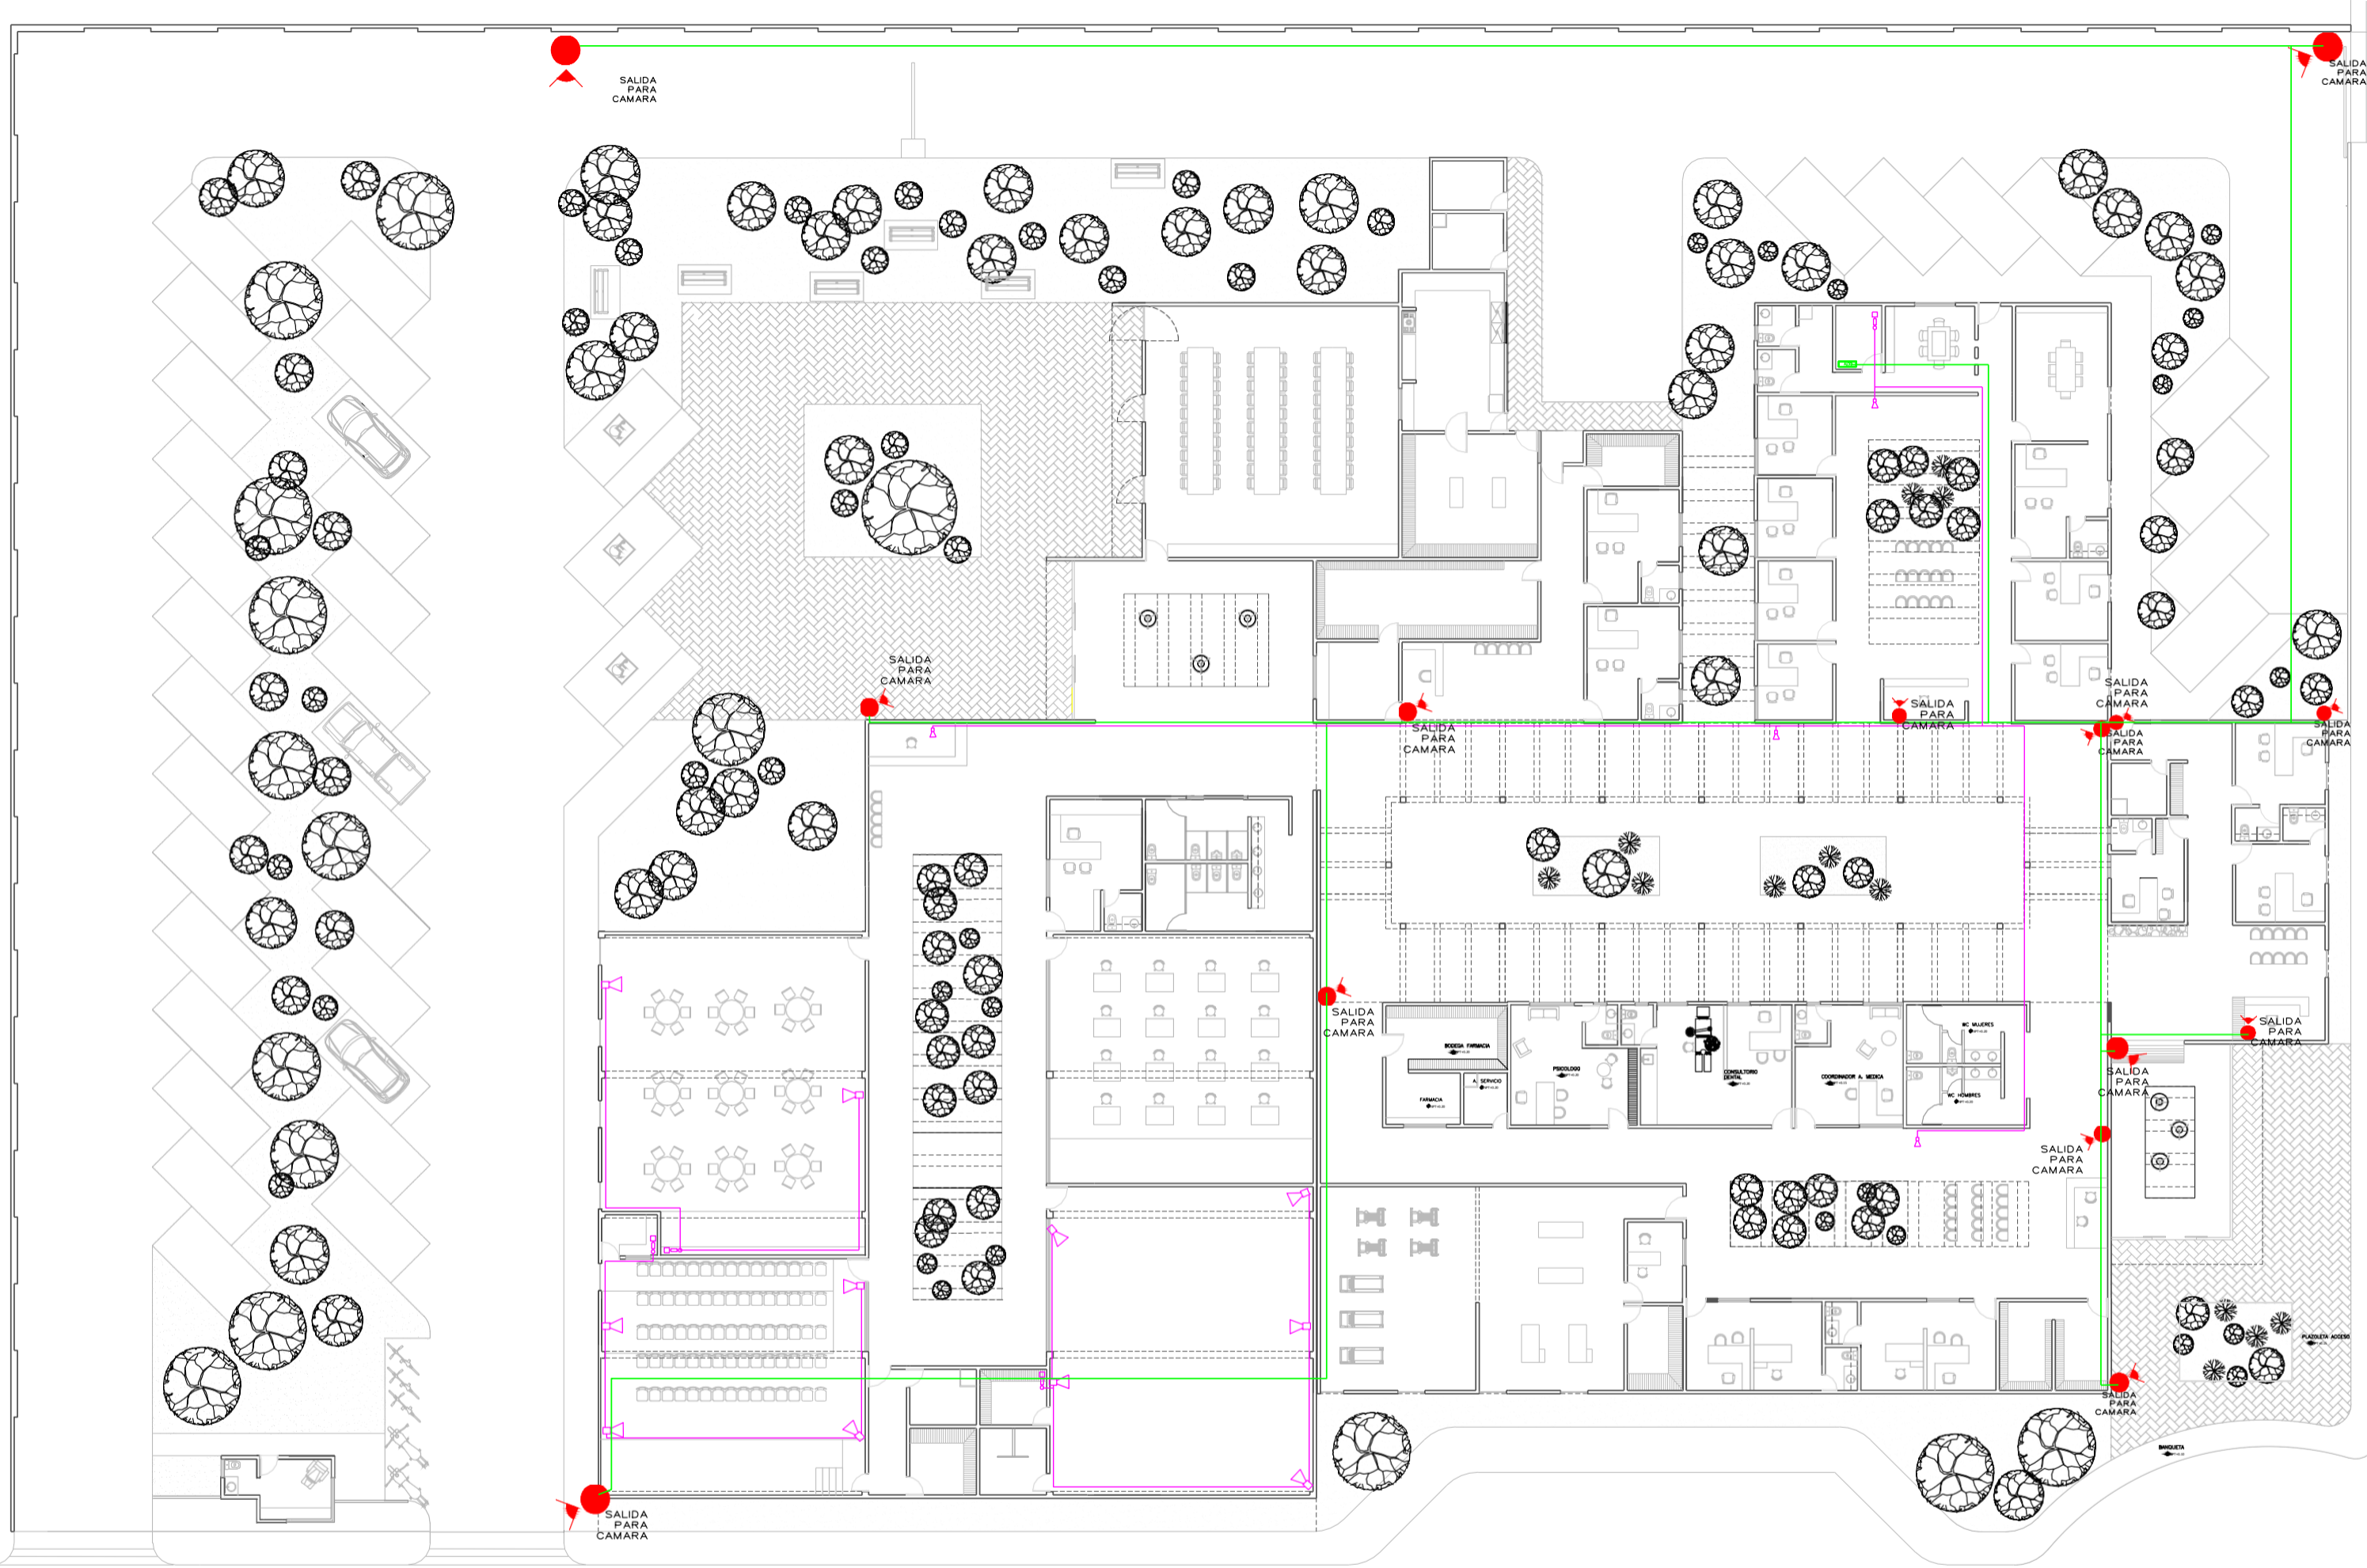 SALIDA
PARA
CAMARA
SALIDA
PARA
CAMARA
SALIDA
PARA
CAMARA
SALIDA
PARA
CAMARA
SALIDA
PARA
CAMARA
SALIDA
PARA
CAMARA
SALIDA
PARA
CAMARA
SALIDA
PARA
CAMARA
SALIDA
PARA
CAMARA
SALIDA
PARA
CAMARA
SALIDA
PARA
CAMARA
SALIDA
PARA
CAMARA
SALIDA
PARA
CAMARA
SALIDA
PARA
CAMARA
BODEGA FARMACIA
A. SERVICIO
FARMACIA
PSICOLOGO
CONSULTORIO
DENTAL
COORDINADOR A. MEDICA
WC MUJERES
WC HOMBRES
PLAZOLETA ACCESO
BANQUETA